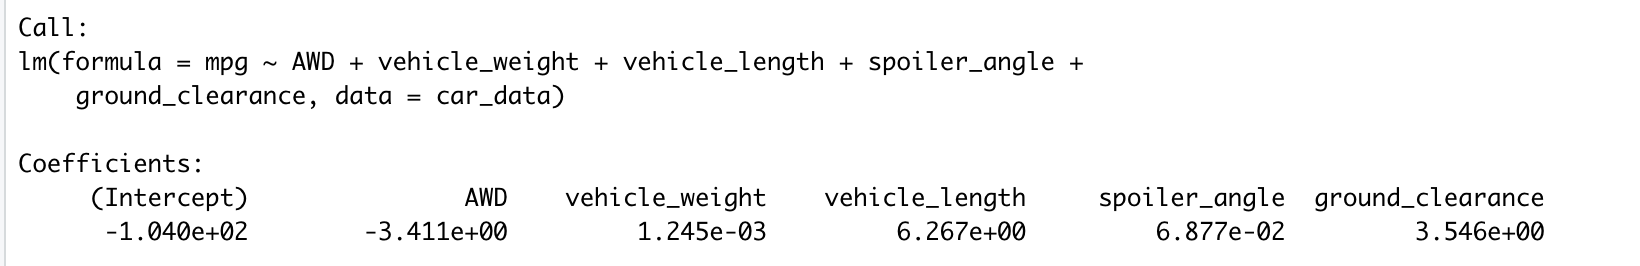 Call:
lm(formula = mpg ~ AWD + vehicle_weight + vehicle_length + spoiler_angle +
    ground_clearance, data = car_data)

Coefficients:
     (Intercept)               AWD    vehicle_weight    vehicle_length     spoiler_angle  ground_clearance
      -1.040e+02        -3.411e+00         1.245e-03         6.267e+00         6.877e-02         3.546e+00